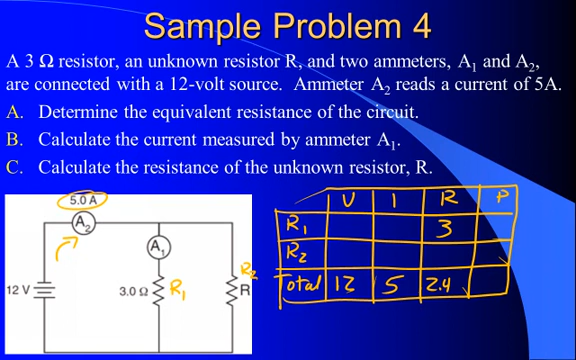 Sample Problem 4
A 3 Ω resistor, an unknown resistor R, and two ammeters, A₁ and A₂,
are connected with a 12-volt source.  Ammeter A₂ reads a current of 5A.
A. Determine the equivalent resistance of the circuit.
B. Calculate the current measured by ammeter A₁.
C. Calculate the resistance of the unknown resistor, R.
5.0 A
A₂
A₁
12 V
3.0 Ω
R₁
R₂
R
V I R P
R₁ 3
R₂
Total 12 5 2.4